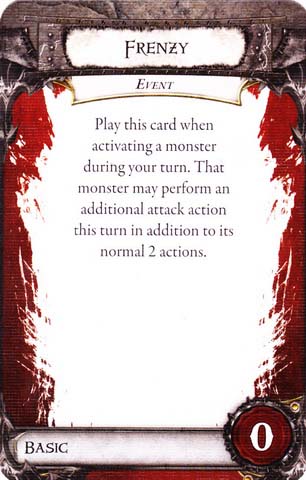 Frenzy
Event
Play this card when
activating a monster
during your turn. That
monster may perform an
additional attack action
this turn in addition to its
normal 2 actions.
Basic
0